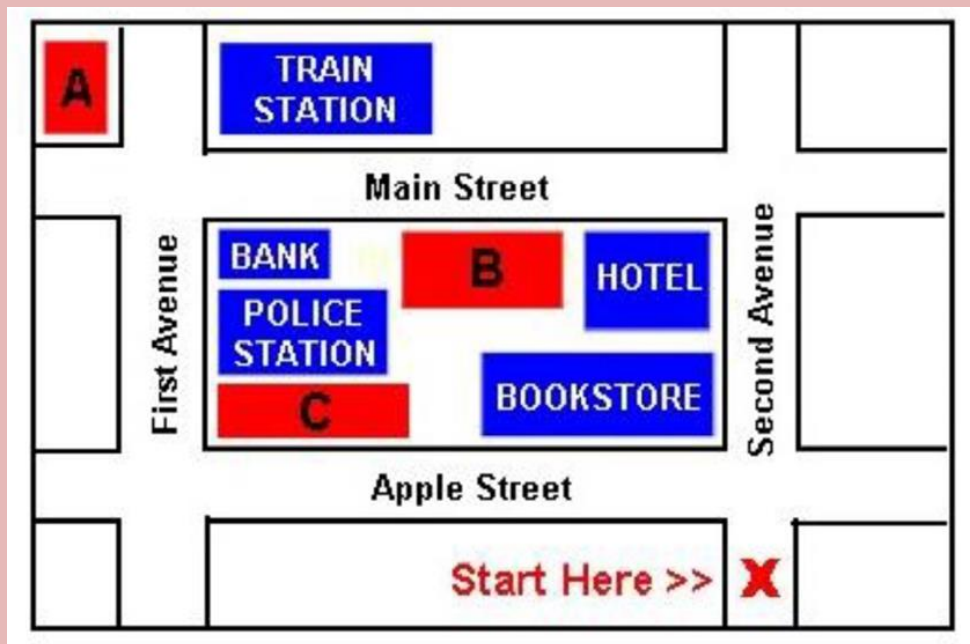 A
TRAIN
STATION
Main Street
First Avenue
BANK
B
HOTEL
POLICE
STATION
C
BOOKSTORE
Second Avenue
Apple Street
Start Here >> X